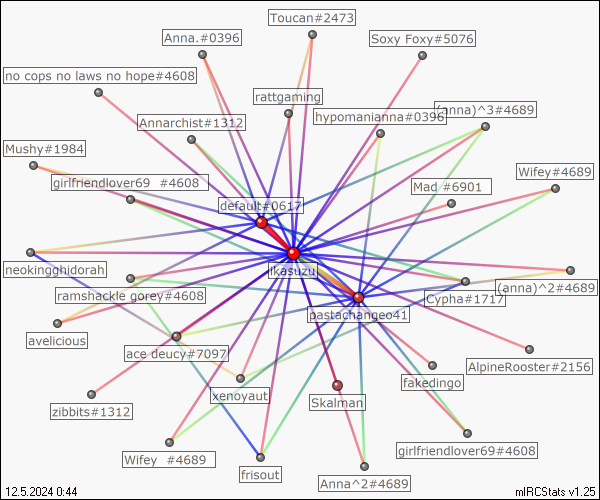 Toucan#2473
Anna.#0396
Soxy Foxy#5076
no cops no laws no hope#4608
rattgaming
(anna)^3#4689
hypomanianna#0396
Annarchist#1312
Mushy#1984
Wifey#4689
girlfriendlover69 #4608
Mad #6901
default#0617
neokingghidorah
ikasuzu
(anna)^2#4689
ramshackle gorey#4608
Cypha#1717
pastachangeo41
avelicious
ace deucy#7097
AlpineRooster#2156
fakedingo
xenoyaut
Skalman
zibbits#1312
girlfriendlover69#4608
Wifey #4689
frisout
Anna^2#4689
12.5.2024 0:44
mIRCStats v1.25